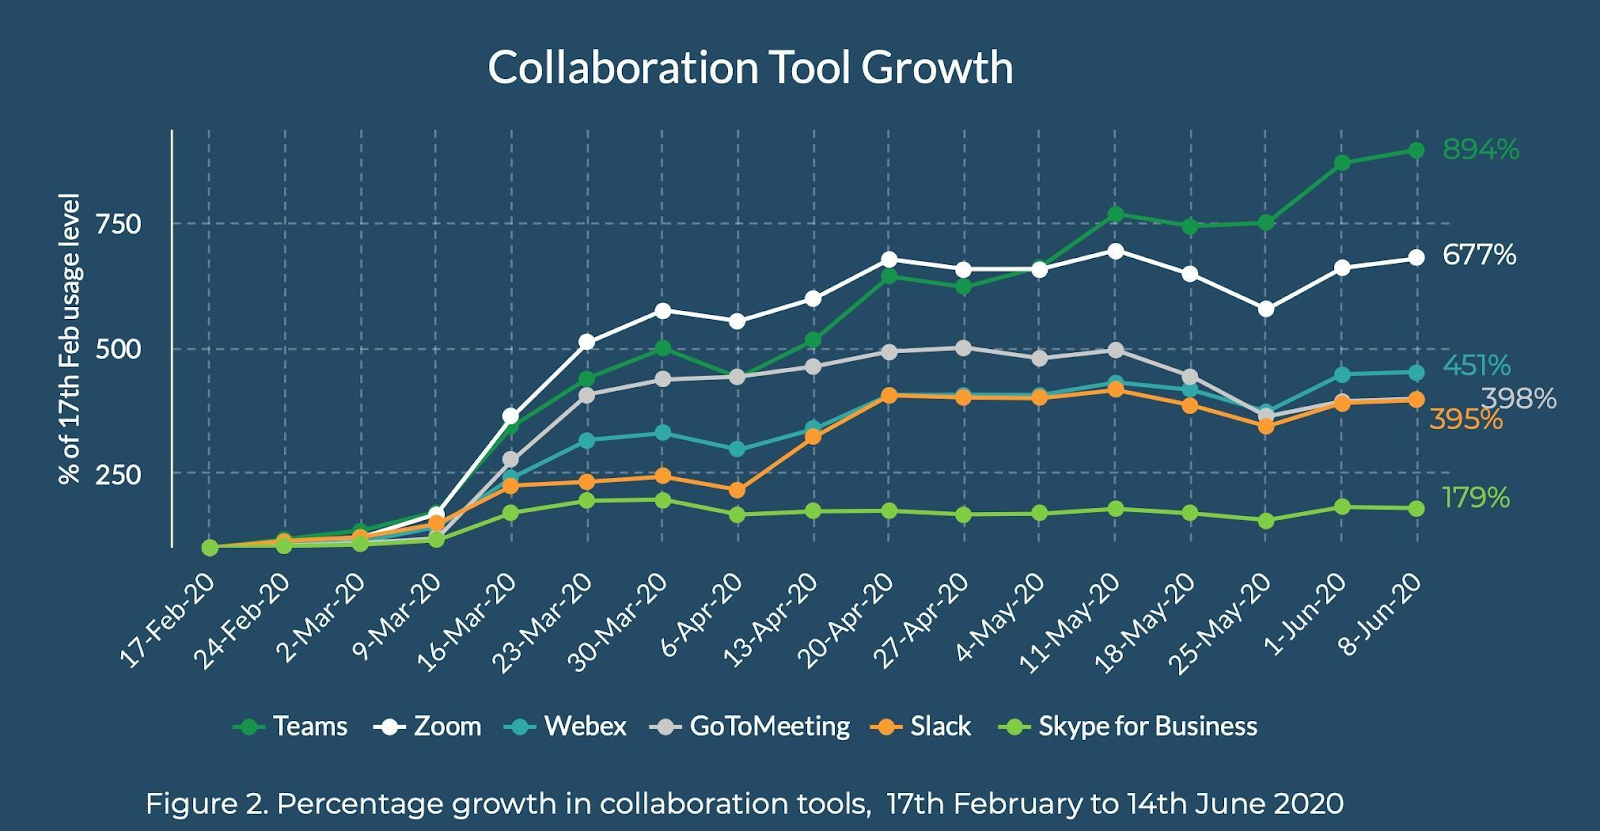 Collaboration Tool Growth
% of 17th Feb usage level
750
500
250
894%
677%
451%
398%
395%
179%
17-Feb-20
24-Feb-20
2-Mar-20
9-Mar-20
16-Mar-20
23-Mar-20
30-Mar-20
6-Apr-20
13-Apr-20
20-Apr-20
27-Apr-20
4-May-20
11-May-20
18-May-20
25-May-20
1-Jun-20
8-Jun-20
Teams Zoom Webex GoToMeeting Slack Skype for Business
Figure 2. Percentage growth in collaboration tools, 17th February to 14th June 2020